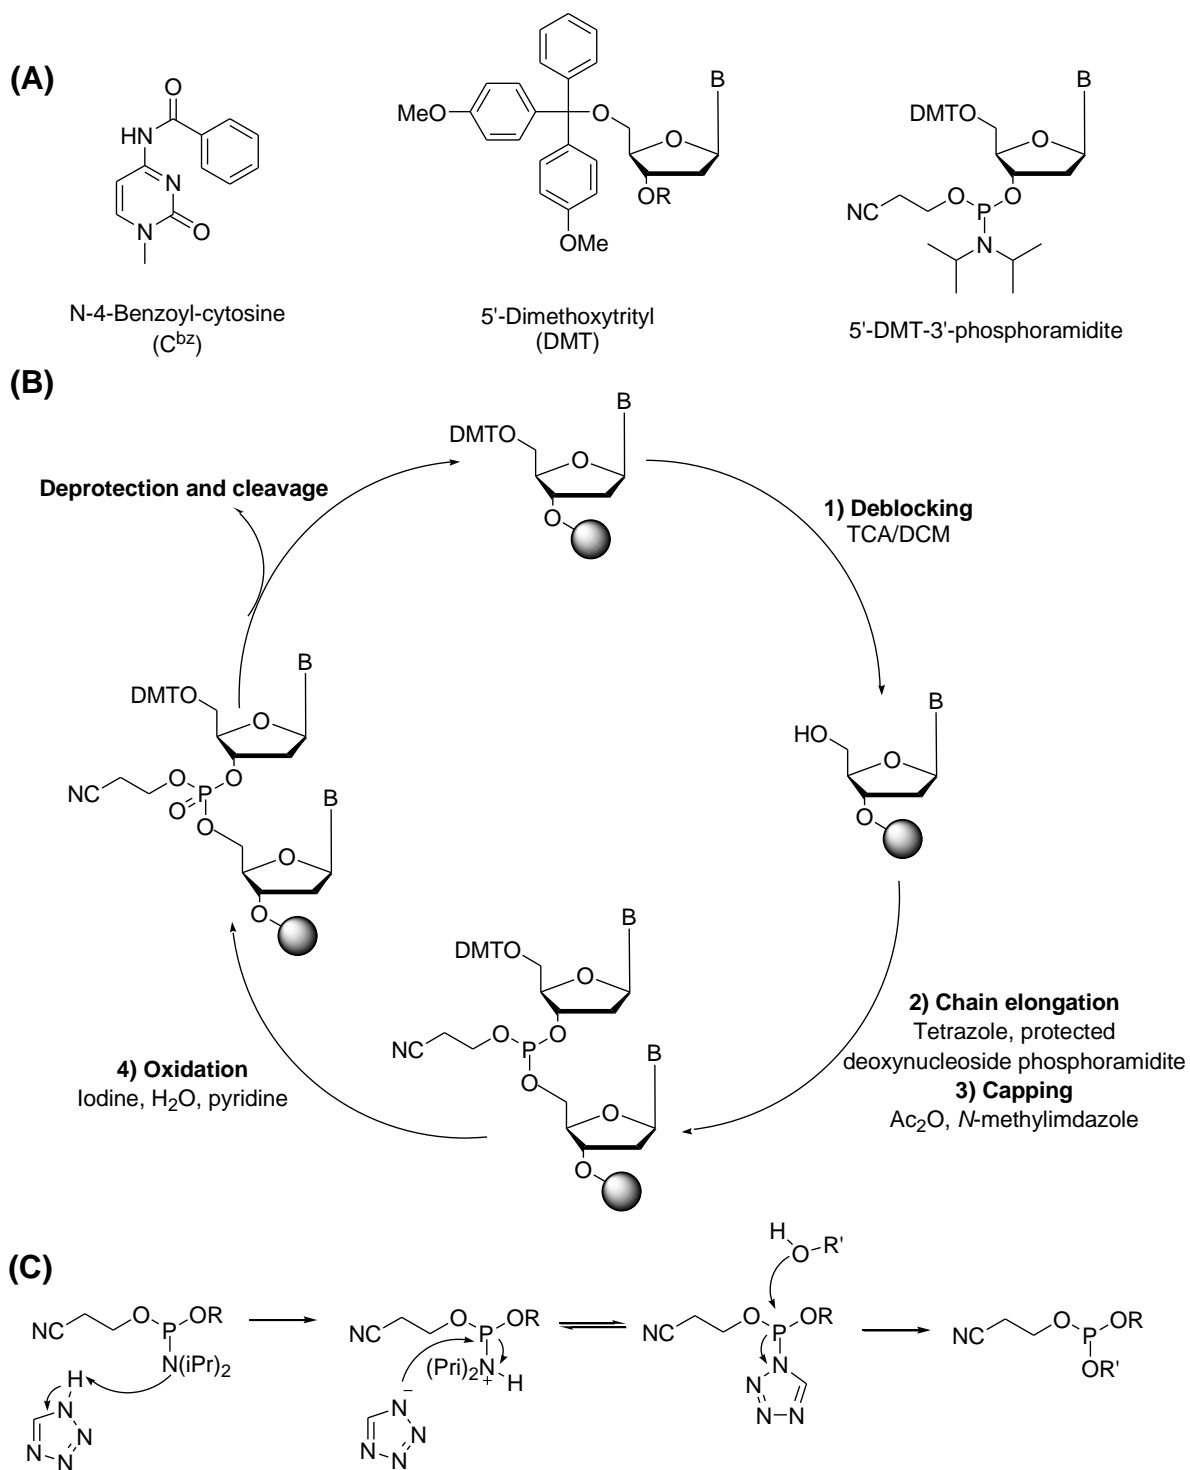 (A)
O
HN
N
N
O
N-4-Benzoyl-cytosine
(C^bz)
MeO
O
O
B
OR
OMe
5'-Dimethoxytrityl
(DMT)
B
DMTO
O
O
O
NC
P
N
5'-DMT-3'-phosphoramidite
(B)
B
DMTO
O
O
Deprotection and cleavage
1) Deblocking
TCA/DCM
B
DMTO
O
O
O
NC
P
O
O
B
O
O
B
HO
O
O
B
DMTO
O
O
O
NC
P
O
B
O
O
2) Chain elongation
Tetrazole, protected
deoxynucleoside phosphoramidite
3) Capping
Ac2O, N-methylimdazole
4) Oxidation
Iodine, H2O, pyridine
(C)
NC
O
P
OR
N(iPr)2
H
N
N
N
N
NC
O
P
OR
(Pri)2N
+
H
−
N
N
N
N
H
O
R'
NC
O
P
OR
N
N
N
N
NC
O
P
OR
OR'